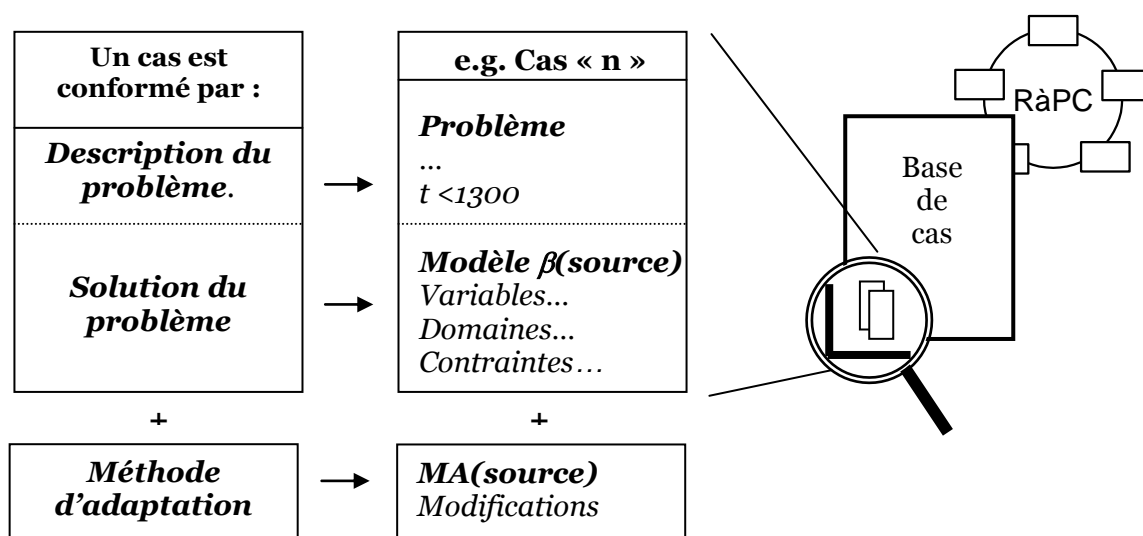 Un cas est
conformé par :
Description du
problème.
Solution du
problème
+
Méthode
d'adaptation
e.g. Cas « n »
Problème
...
t <1300
Modèle β(source)
Variables...
Domaines...
Contraintes...
+
MA(source)
Modifications
RàPC
Base
de
cas